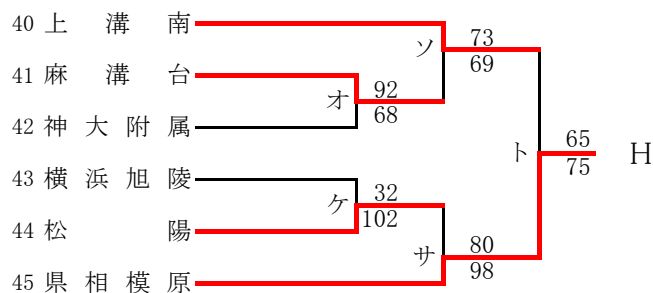 40 上溝南
ソ 73
69
41 麻溝台
オ 92
68
42 神大附属
ト 65
75
H
43 横浜旭陵
ケ 32
102
44 松陽
サ 80
98
45 県相模原